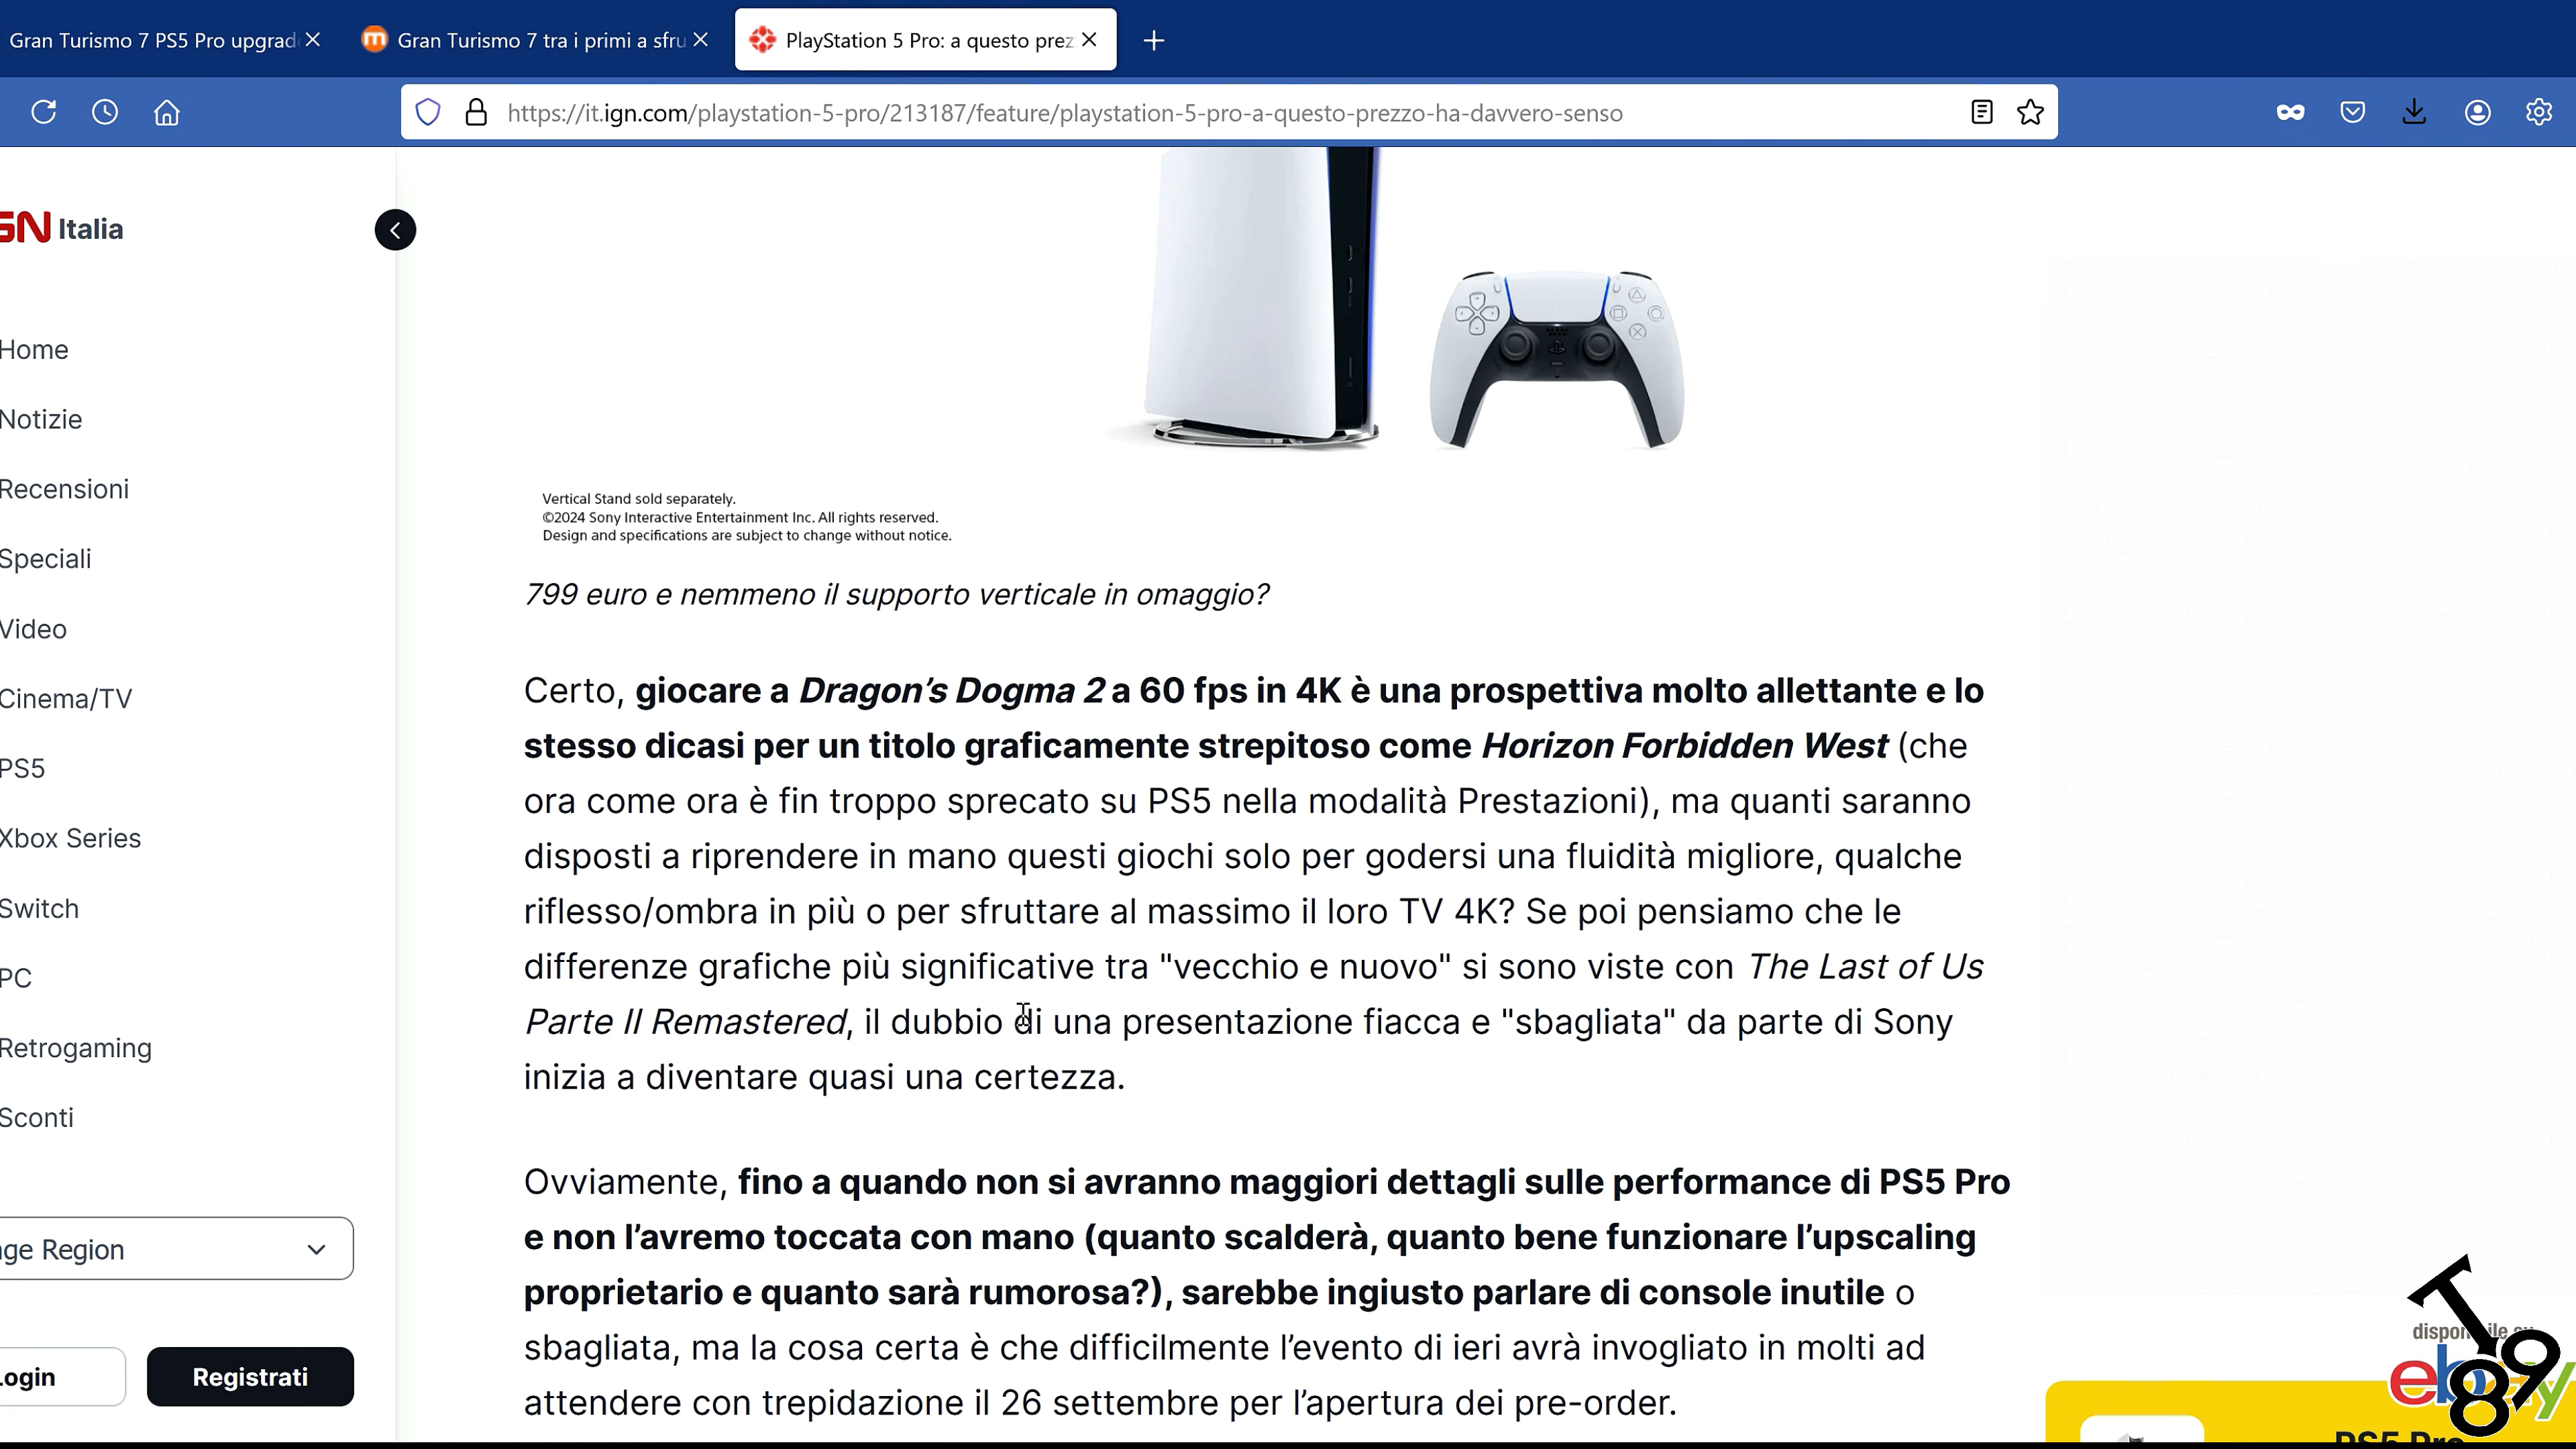 Gran Turismo 7 PS5 Pro upgrad
Gran Turismo 7 tra i primi a sfru
PlayStation 5 Pro: a questo prez
https://it.ign.com/playstation-5-pro/213187/feature/playstation-5-pro-a-questo-prezzo-ha-davvero-senso
GN Italia
Home
Notizie
Recensioni
Speciali
Video
Cinema/TV
PS5
Xbox Series
Switch
PC
Retrogaming
Sconti
ge Region
ogin
Registrati
Vertical Stand sold separately.
©2024 Sony Interactive Entertainment Inc. All rights reserved.
Design and specifications are subject to change without notice.
799 euro e nemmeno il supporto verticale in omaggio?
Certo, giocare a Dragon's Dogma 2 a 60 fps in 4K è una prospettiva molto allettante e lo
stesso dicasi per un titolo graficamente strepitoso come Horizon Forbidden West (che
ora come ora è fin troppo sprecato su PS5 nella modalità Prestazioni), ma quanti saranno
disposti a riprendere in mano questi giochi solo per godersi una fluidità migliore, qualche
riflesso/ombra in più o per sfruttare al massimo il loro TV 4K? Se poi pensiamo che le
differenze grafiche più significative tra "vecchio e nuovo" si sono viste con The Last of Us
Parte II Remastered, il dubbio di una presentazione fiacca e "sbagliata" da parte di Sony
inizia a diventare quasi una certezza.
Ovviamente, fino a quando non si avranno maggiori dettagli sulle performance di PS5 Pro
e non l'avremo toccata con mano (quanto scalderà, quanto bene funzionare l'upscaling
proprietario e quanto sarà rumorosa?), sarebbe ingiusto parlare di console inutile o
sbagliata, ma la cosa certa è che difficilmente l'evento di ieri avrà invogliato in molti ad
attendere con trepidazione il 26 settembre per l'apertura dei pre-order.
ebay
T89
PS5 Pro